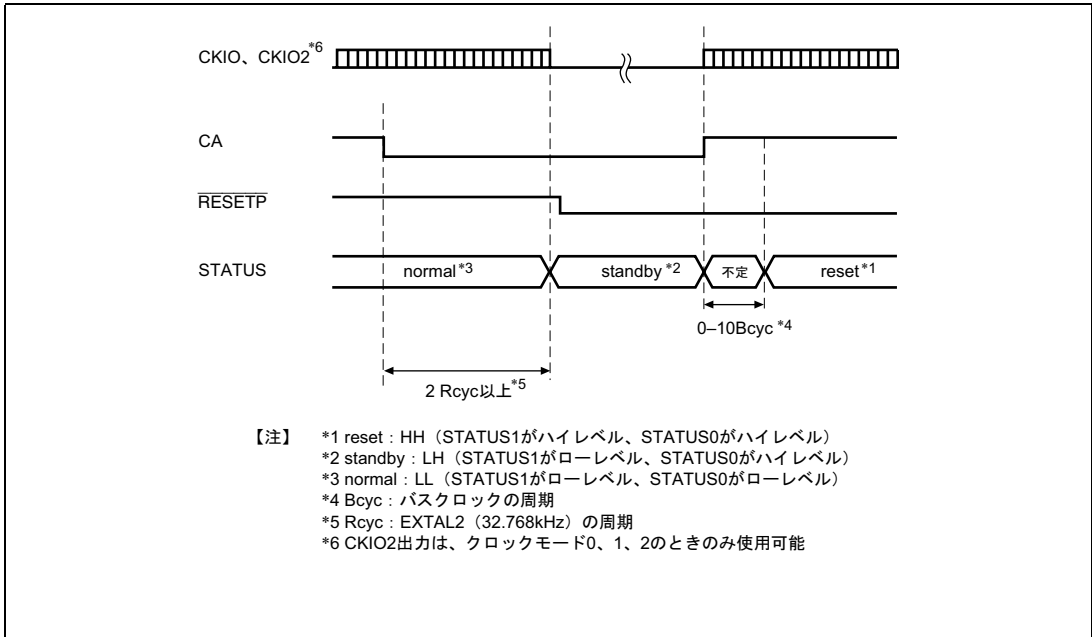 CKIO、CKIO2*6
CA
RESETP
STATUS
normal*3
standby*2
不定
reset*1
0–10Bcyc *4
2 Rcyc以上*5
【注】 *1 reset：HH（STATUS1がハイレベル、STATUS0がハイレベル）
*2 standby：LH（STATUS1がローレベル、STATUS0がハイレベル）
*3 normal：LL（STATUS1がローレベル、STATUS0がローレベル）
*4 Bcyc：バスクロックの周期
*5 Rcyc：EXTAL2（32.768kHz）の周期
*6 CKIO2出力は、クロックモード0、1、2のときのみ使用可能